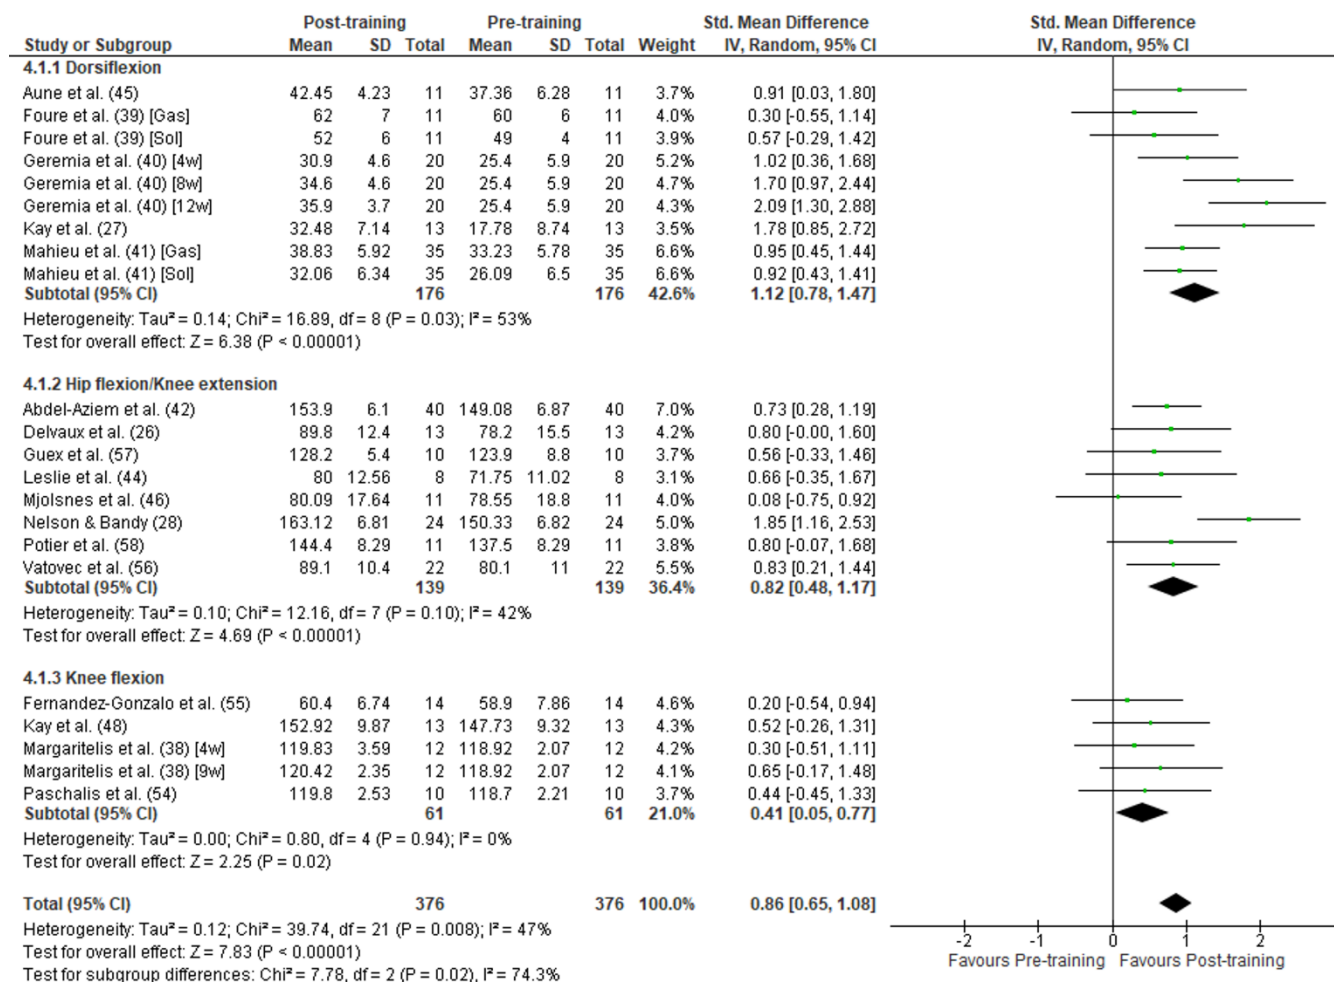 Post-training Pre-training Std. Mean Difference Std. Mean Difference
Study or Subgroup Mean SD Total Mean SD Total Weight IV, Random, 95% CI IV, Random, 95% CI
4.1.1 Dorsiflexion
Aune et al. (45) 42.45 4.23 11 37.36 6.28 11 3.7% 0.91 [0.03, 1.80]
Foure et al. (39) [Gas] 62 7 11 60 6 11 4.0% 0.30 [-0.55, 1.14]
Foure et al. (39) [Sol] 52 6 11 49 4 11 3.9% 0.57 [-0.29, 1.42]
Geremia et al. (40) [4w] 30.9 4.6 20 25.4 5.9 20 5.2% 1.02 [0.36, 1.68]
Geremia et al. (40) [8w] 34.6 4.6 20 25.4 5.9 20 4.7% 1.70 [0.97, 2.44]
Geremia et al. (40) [12w] 35.9 3.7 20 25.4 5.9 20 4.3% 2.09 [1.30, 2.88]
Kay et al. (27) 32.48 7.14 13 17.78 8.74 13 3.5% 1.78 [0.85, 2.72]
Mahieu et al. (41) [Gas] 38.83 5.92 35 33.23 5.78 35 6.6% 0.95 [0.45, 1.44]
Mahieu et al. (41) [Sol] 32.06 6.34 35 26.09 6.5 35 6.6% 0.92 [0.43, 1.41]
Subtotal (95% CI) 176 176 42.6% 1.12 [0.78, 1.47]
Heterogeneity: Tau² = 0.14; Chi² = 16.89, df = 8 (P = 0.03); I² = 53%
Test for overall effect: Z = 6.38 (P < 0.00001)
4.1.2 Hip flexion/Knee extension
Abdel-Aziem et al. (42) 153.9 6.1 40 149.08 6.87 40 7.0% 0.73 [0.28, 1.19]
Delvaux et al. (26) 89.8 12.4 13 78.2 15.5 13 4.2% 0.80 [-0.00, 1.60]
Guex et al. (57) 128.2 5.4 10 123.9 8.8 10 3.7% 0.56 [-0.33, 1.46]
Leslie et al. (44) 80 12.56 8 71.75 11.02 8 3.1% 0.66 [-0.35, 1.67]
Mjolsnes et al. (46) 80.09 17.64 11 78.55 18.8 11 4.0% 0.08 [-0.75, 0.92]
Nelson & Bandy (28) 163.12 6.81 24 150.33 6.82 24 5.0% 1.85 [1.16, 2.53]
Potier et al. (58) 144.4 8.29 11 137.5 8.29 11 3.8% 0.80 [-0.07, 1.68]
Vatovec et al. (56) 89.1 10.4 22 80.1 11 22 5.5% 0.83 [0.21, 1.44]
Subtotal (95% CI) 139 139 36.4% 0.82 [0.48, 1.17]
Heterogeneity: Tau² = 0.10; Chi² = 12.16, df = 7 (P = 0.10); I² = 42%
Test for overall effect: Z = 4.69 (P < 0.00001)
4.1.3 Knee flexion
Fernandez-Gonzalo et al. (55) 60.4 6.74 14 58.9 7.86 14 4.6% 0.20 [-0.54, 0.94]
Kay et al. (48) 152.92 9.87 13 147.73 9.32 13 4.3% 0.52 [-0.26, 1.31]
Margaritelis et al. (38) [4w] 119.83 3.59 12 118.92 2.07 12 4.2% 0.30 [-0.51, 1.11]
Margaritelis et al. (38) [9w] 120.42 2.35 12 118.92 2.07 12 4.1% 0.65 [-0.17, 1.48]
Paschalis et al. (54) 119.8 2.53 10 118.7 2.21 10 3.7% 0.44 [-0.45, 1.33]
Subtotal (95% CI) 61 61 21.0% 0.41 [0.05, 0.77]
Heterogeneity: Tau² = 0.00; Chi² = 0.80, df = 4 (P = 0.94); I² = 0%
Test for overall effect: Z = 2.25 (P = 0.02)
Total (95% CI) 376 376 100.0% 0.86 [0.65, 1.08]
Heterogeneity: Tau² = 0.12; Chi² = 39.74, df = 21 (P = 0.008); I² = 47%
Test for overall effect: Z = 7.83 (P < 0.00001)
Test for subgroup differences: Chi² = 7.78, df = 2 (P = 0.02), I² = 74.3%
-2 -1 0 1 2
Favours Pre-training Favours Post-training